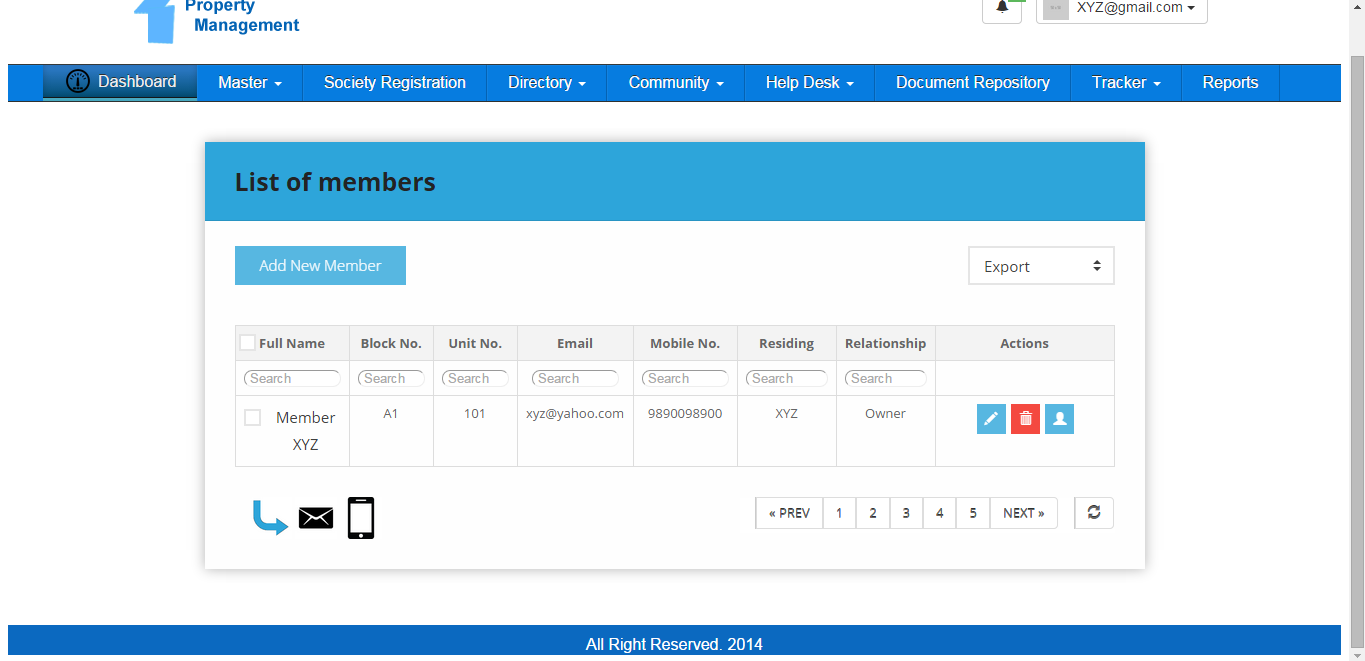 Property
Management
XYZ@gmail.com
Dashboard Master Society Registration Directory Community Help Desk Document Repository Tracker Reports
List of members
Add New Member Export
Full Name Block No. Unit No. Email Mobile No. Residing Relationship Actions
Search Search Search Search Search Search Search
Member A1 101 xyz@yahoo.com 9890098900 XYZ Owner
XYZ
« PREV 1 2 3 4 5 NEXT »
All Right Reserved. 2014